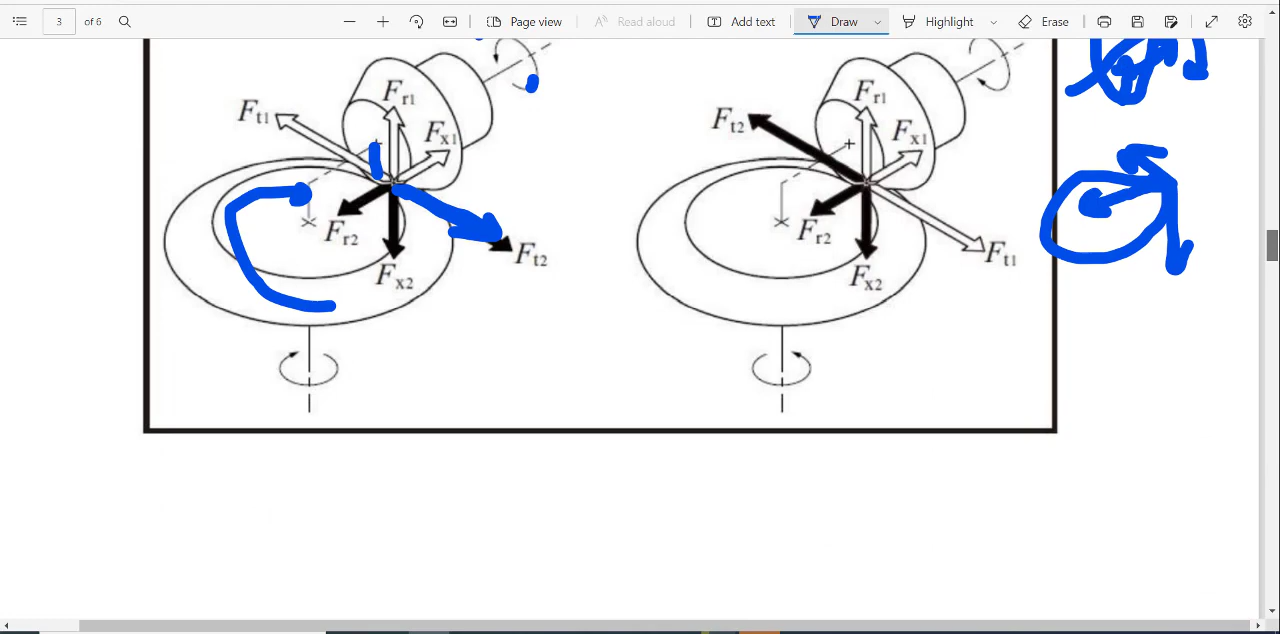 3 of 6 Page view Read aloud Add text Draw Highlight Erase
Fr1 Fr1
Ft1 Ft2
Fx1 Fx1
Fr2 Fr2
Ft2 Ft1
Fx2 Fx2